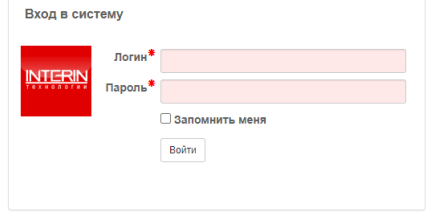 Вход в систему
Логин*
INTERIN
ТЕХНОЛОГИИ
Пароль*
Запомнить меня
Войти